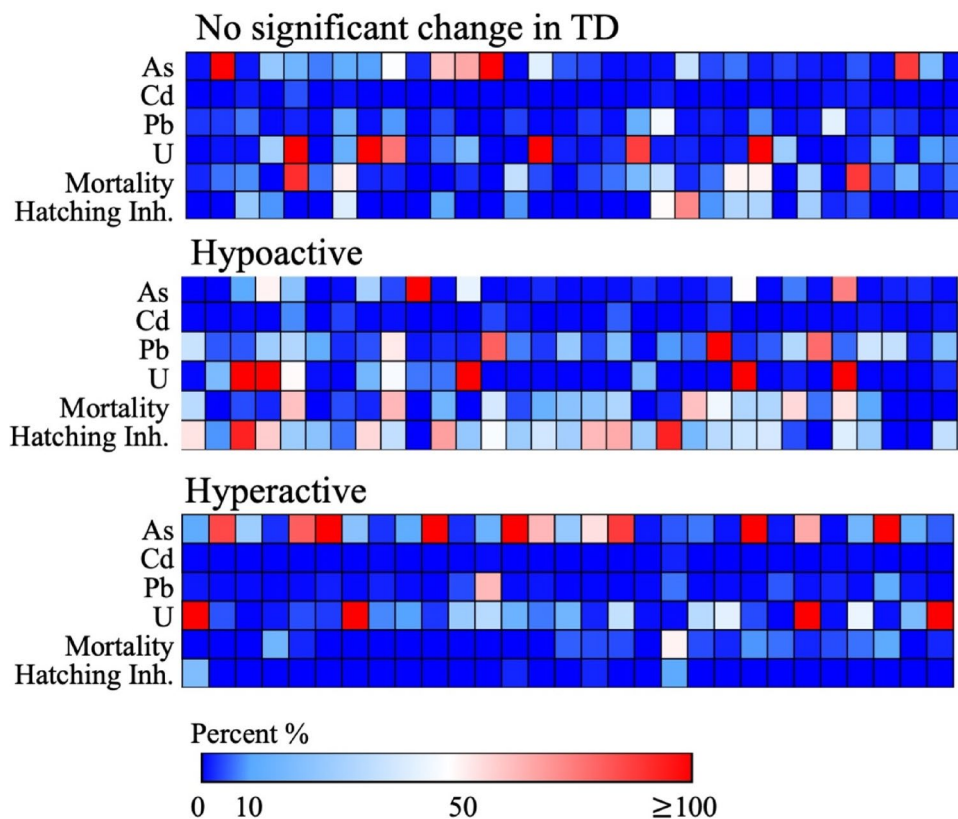 No significant change in TD
As
Cd
Pb
U
Mortality
Hatching Inh.
Hypoactive
As
Cd
Pb
U
Mortality
Hatching Inh.
Hyperactive
As
Cd
Pb
U
Mortality
Hatching Inh.
Percent %
0 10 50 ≥100